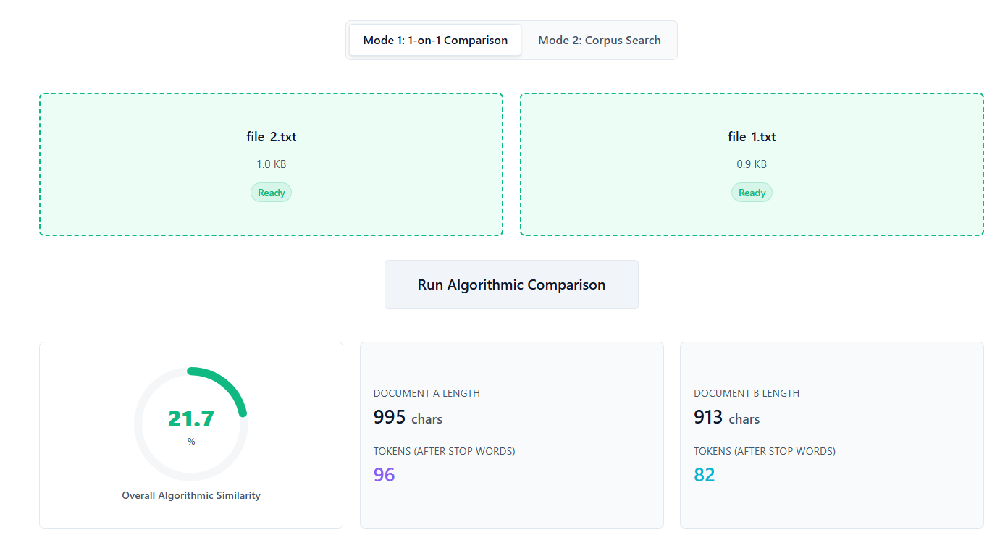 Mode 1: 1-on-1 Comparison
Mode 2: Corpus Search
file_2.txt
1.0 KB
Ready
file_1.txt
0.9 KB
Ready
Run Algorithmic Comparison
21.7
%
Overall Algorithmic Similarity
DOCUMENT A LENGTH
995 chars
TOKENS (AFTER STOP WORDS)
96
DOCUMENT B LENGTH
913 chars
TOKENS (AFTER STOP WORDS)
82